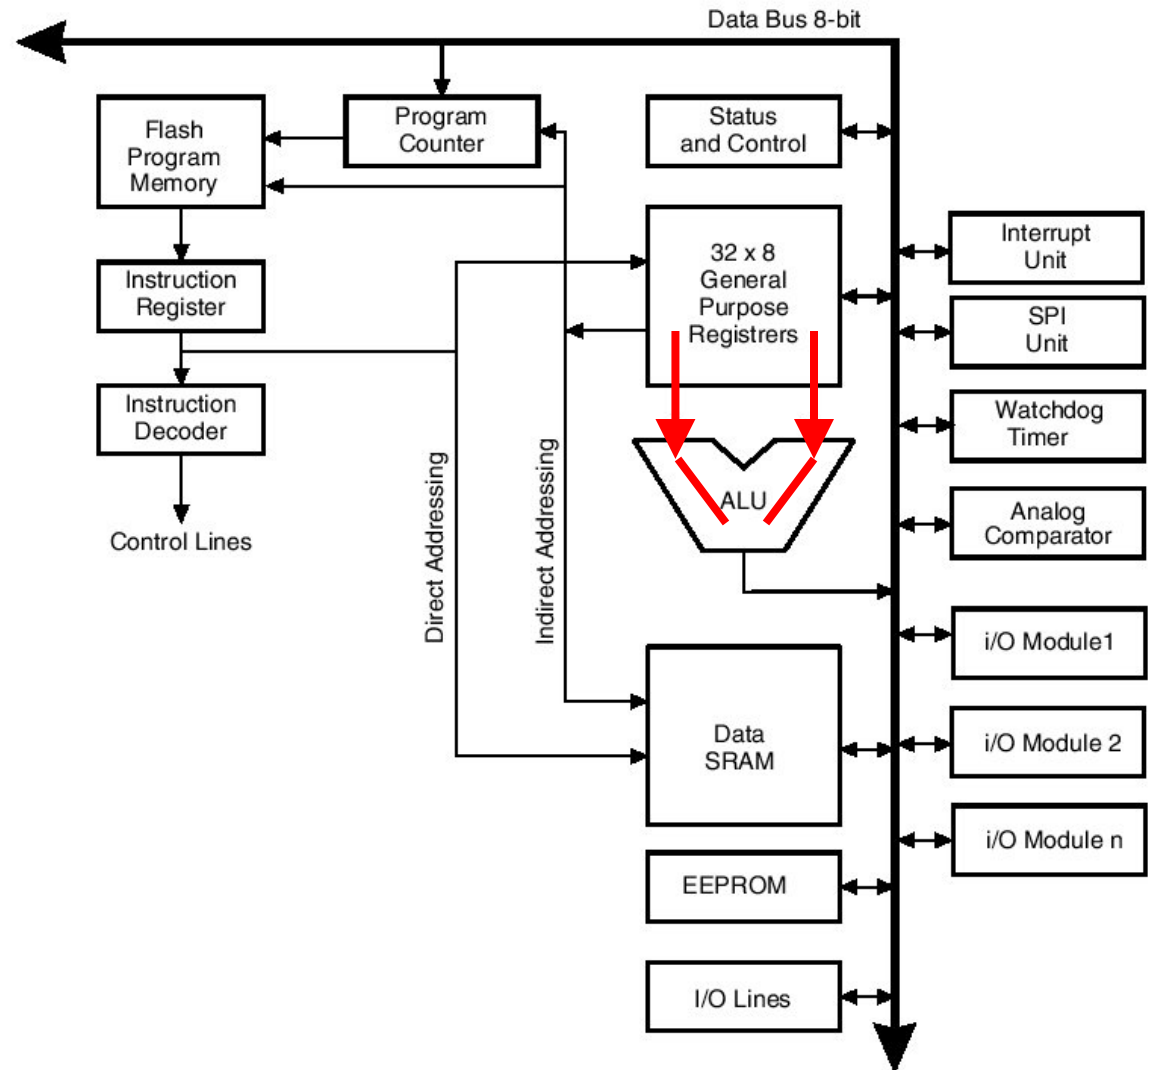 Data Bus 8-bit
Flash
Program
Memory
Program
Counter
Status
and Control
Instruction
Register
32 x 8
General
Purpose
Registrers
Interrupt
Unit
SPI
Unit
Instruction
Decoder
Watchdog
Timer
Control Lines
Direct Addressing
Indirect Addressing
ALU
Analog
Comparator
i/O Module1
Data
SRAM
i/O Module 2
i/O Module n
EEPROM
I/O Lines